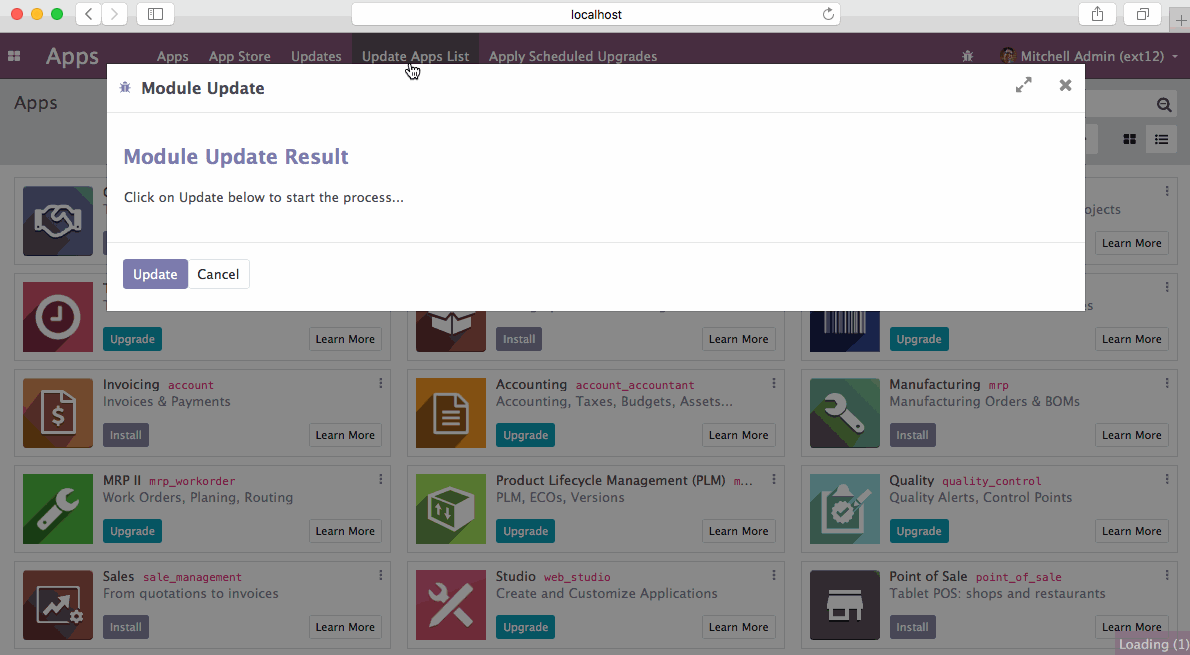 localhost
Apps
Apps
App Store
Updates
Update Apps List
Apply Scheduled Upgrades
Mitchell Admin (ext12)
Apps
Module Update
Module Update Result
Click on Update below to start the process...
Update
Cancel
ojects
Learn More
Upgrade
Learn More
Install
Learn More
Upgrade
Learn More
Invoicing account
Invoices & Payments
Install
Learn More
Accounting account_accountant
Accounting, Taxes, Budgets, Assets...
Upgrade
Learn More
Manufacturing mrp
Manufacturing Orders & BOMs
Install
Learn More
MRP II mrp_workorder
Work Orders, Planing, Routing
Upgrade
Learn More
Product Lifecycle Management (PLM) m...
PLM, ECOs, Versions
Upgrade
Learn More
Quality quality_control
Quality Alerts, Control Points
Upgrade
Learn More
Sales sale_management
From quotations to invoices
Install
Learn More
Studio web_studio
Create and Customize Applications
Upgrade
Learn More
Point of Sale point_of_sale
Tablet POS: shops and restaurants
Install
Learn More
Loading (1)